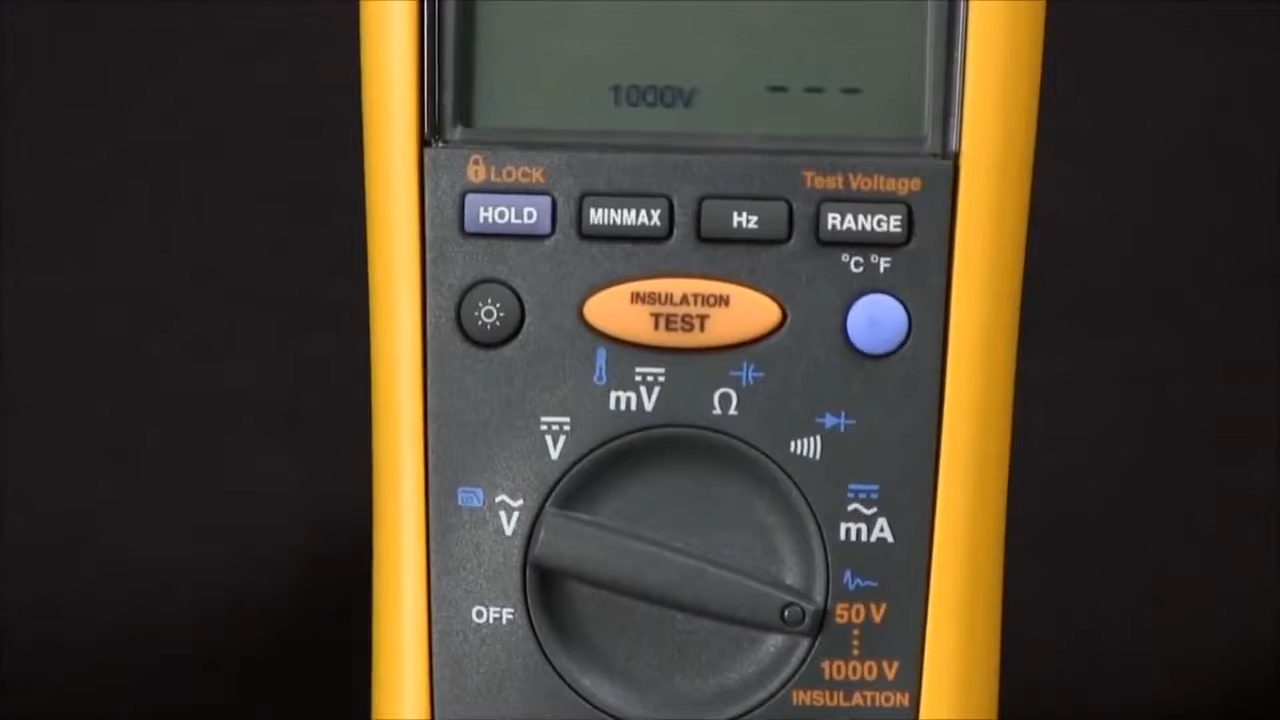 1000V ---
LOCK
Test Voltage
HOLD
MINMAX
Hz
RANGE
°C °F
INSULATION
TEST
mV
Ω
V
V
mA
OFF
50 V
1000 V
INSULATION